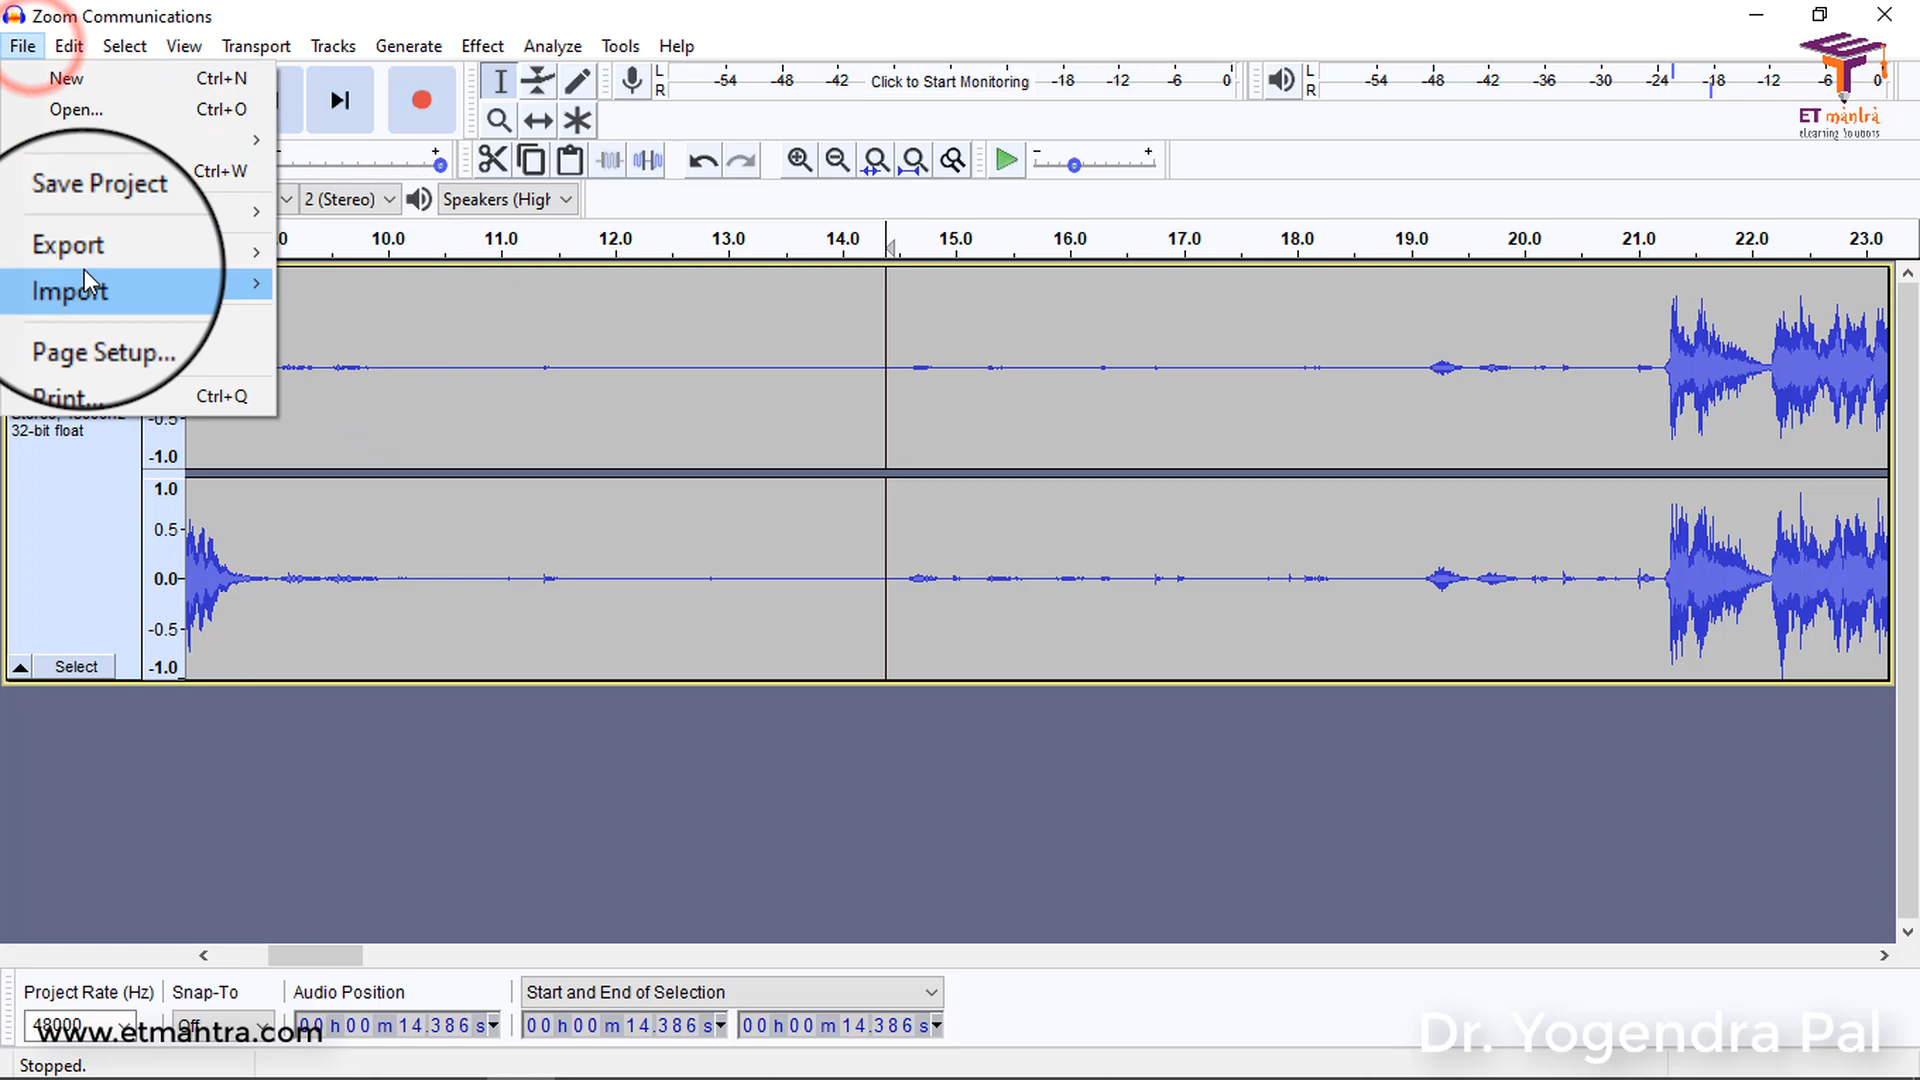 Zoom Communications
File Edit Select View Transport Tracks Generate Effect Analyze Tools Help
New Ctrl+N
Open... Ctrl+O
Ctrl+W
Save Project
Export
Import
Page Setup...
Print...
Ctrl+Q
L
R
-54 -48 -42 Click to Start Monitoring -18 -12 -6 0
L
R
-54 -48 -42 -36 -30 -24 -18 -12 -6 0
ET mantra
eLearning Solutions
- +
+
2 (Stereo) Speakers (High
10.0 11.0 12.0 13.0 14.0 15.0 16.0 17.0 18.0 19.0 20.0 21.0 22.0 23.0
32-bit float
-0.5
-1.0
1.0
0.5
0.0
-0.5
-1.0
Select
Project Rate (Hz) Snap-To Audio Position Start and End of Selection
48000 Off 00 h 00 m 14.386 s 00 h 00 m 14.386 s 00 h 00 m 14.386 s
www.etmantra.com
Dr. Yogendra Pal
Stopped.